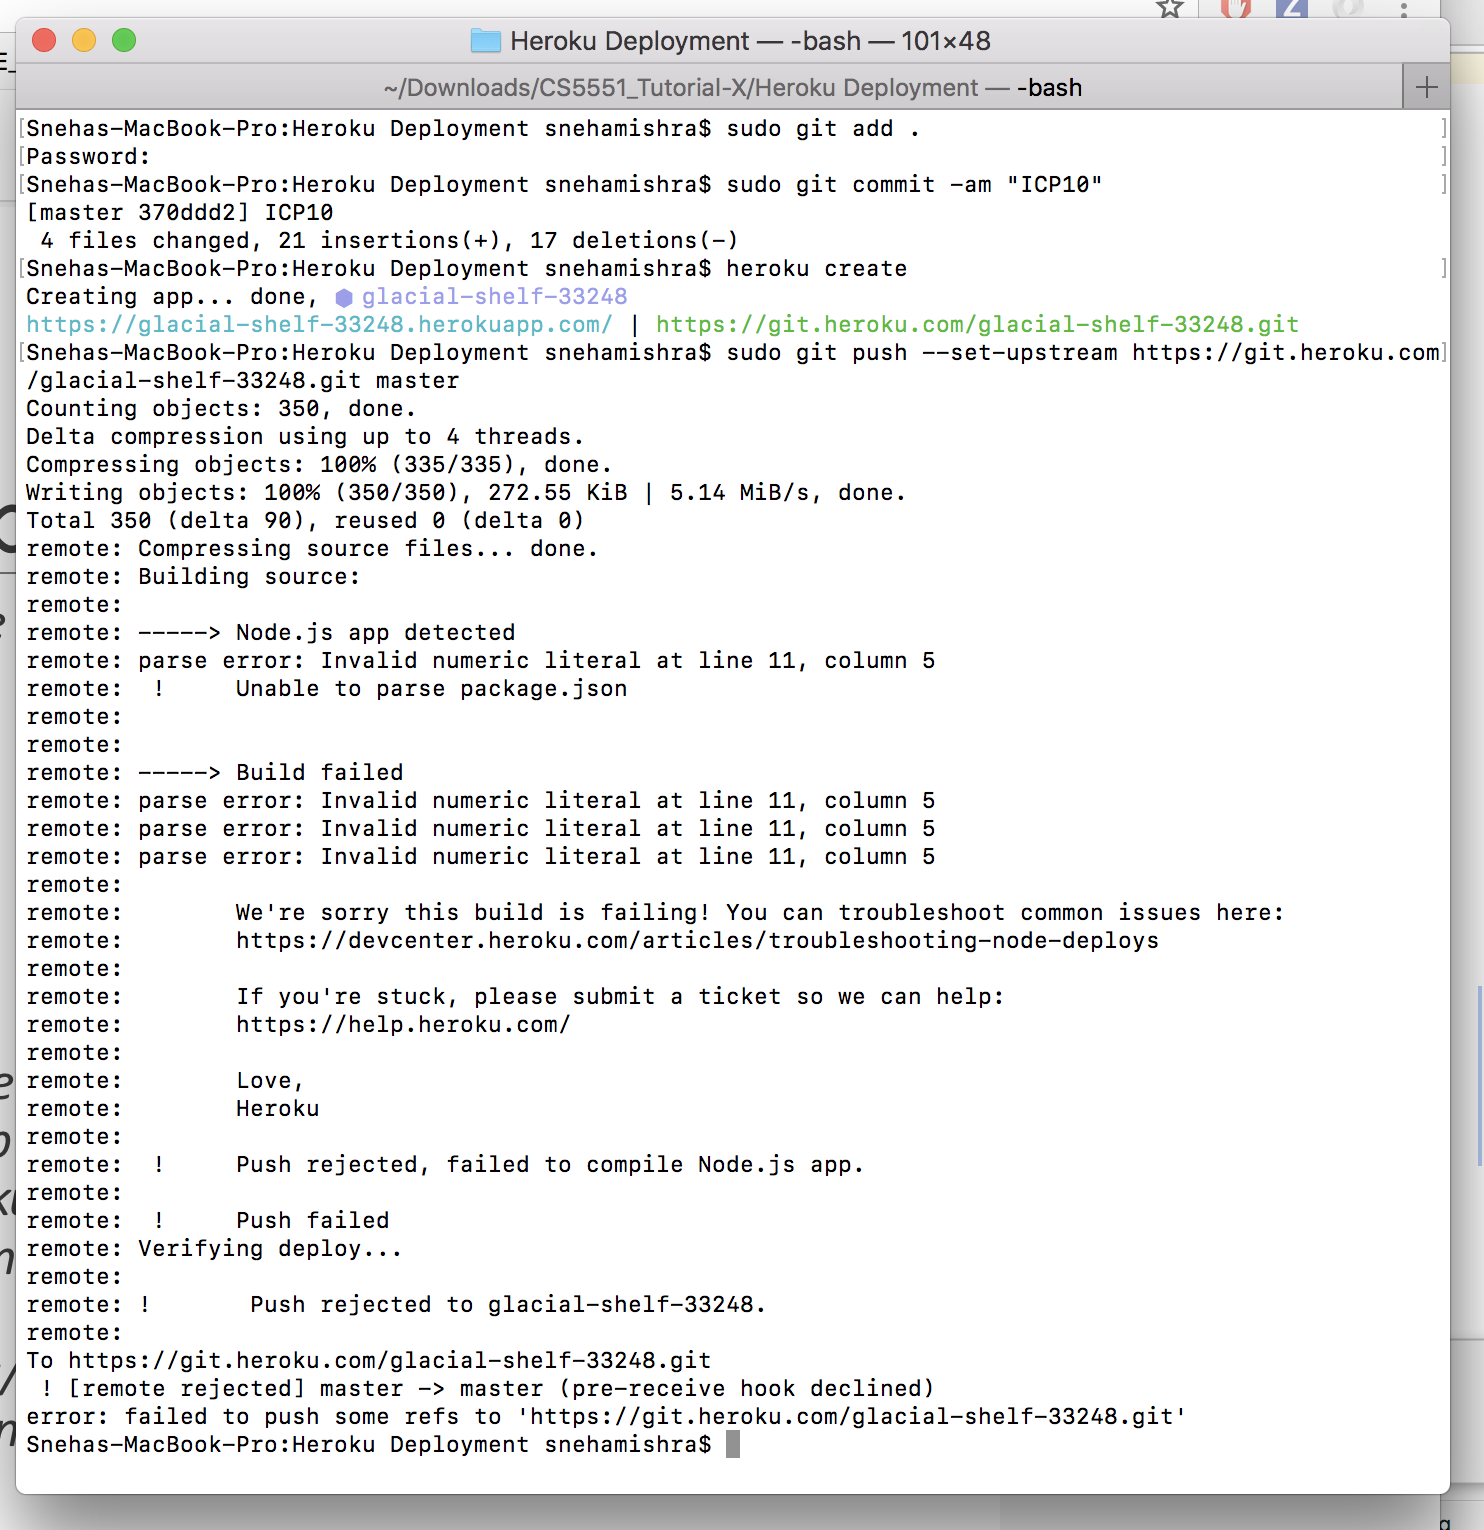 Heroku Deployment — -bash — 101×48
~/Downloads/CS5551_Tutorial-X/Heroku Deployment — -bash
[Snehas-MacBook-Pro:Heroku Deployment snehamishra$ sudo git add . ]
[Password: ]
[Snehas-MacBook-Pro:Heroku Deployment snehamishra$ sudo git commit -am "ICP10" ]
[master 370ddd2] ICP10
4 files changed, 21 insertions(+), 17 deletions(-)
[Snehas-MacBook-Pro:Heroku Deployment snehamishra$ heroku create ]
Creating app... done, ⬢ glacial-shelf-33248
https://glacial-shelf-33248.herokuapp.com/ | https://git.heroku.com/glacial-shelf-33248.git
[Snehas-MacBook-Pro:Heroku Deployment snehamishra$ sudo git push --set-upstream https://git.heroku.com]
/glacial-shelf-33248.git master
Counting objects: 350, done.
Delta compression using up to 4 threads.
Compressing objects: 100% (335/335), done.
Writing objects: 100% (350/350), 272.55 KiB | 5.14 MiB/s, done.
Total 350 (delta 90), reused 0 (delta 0)
remote: Compressing source files... done.
remote: Building source:
remote:
remote: -----> Node.js app detected
remote: parse error: Invalid numeric literal at line 11, column 5
remote:  !     Unable to parse package.json
remote:
remote:
remote: -----> Build failed
remote: parse error: Invalid numeric literal at line 11, column 5
remote: parse error: Invalid numeric literal at line 11, column 5
remote: parse error: Invalid numeric literal at line 11, column 5
remote:
remote:        We're sorry this build is failing! You can troubleshoot common issues here:
remote:        https://devcenter.heroku.com/articles/troubleshooting-node-deploys
remote:
remote:        If you're stuck, please submit a ticket so we can help:
remote:        https://help.heroku.com/
remote:
remote:        Love,
remote:        Heroku
remote:
remote:  !     Push rejected, failed to compile Node.js app.
remote:
remote:  !     Push failed
remote: Verifying deploy...
remote:
remote: !       Push rejected to glacial-shelf-33248.
remote:
To https://git.heroku.com/glacial-shelf-33248.git
! [remote rejected] master -> master (pre-receive hook declined)
error: failed to push some refs to 'https://git.heroku.com/glacial-shelf-33248.git'
Snehas-MacBook-Pro:Heroku Deployment snehamishra$